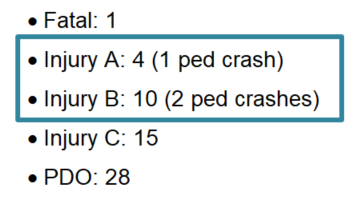 • Fatal: 1
• Injury A: 4 (1 ped crash)
• Injury B: 10 (2 ped crashes)
• Injury C: 15
• PDO: 28